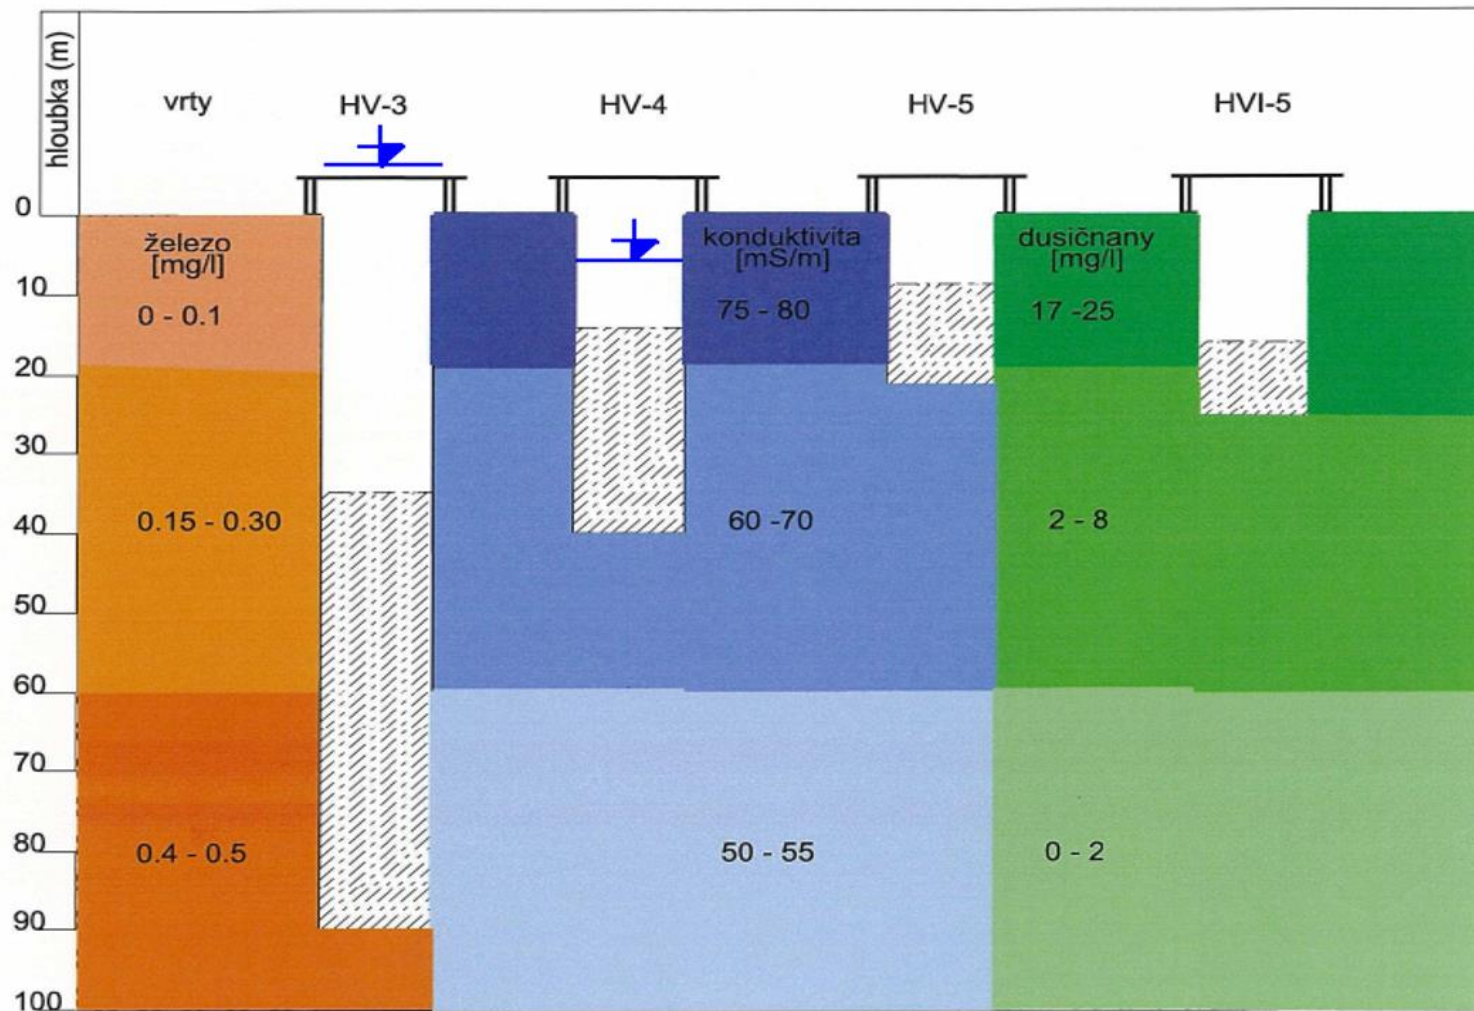 hloubka (m)
vrty
HV-3
HV-4
HV-5
HVI-5
0
železo
[mg/l]
konduktivita
[mS/m]
dusičnany
[mg/l]
10
0 - 0.1
75 - 80
17 -25
20
30
40
0.15 - 0.30
60 -70
2 - 8
50
60
70
80
0.4 - 0.5
50 - 55
0 - 2
90
100